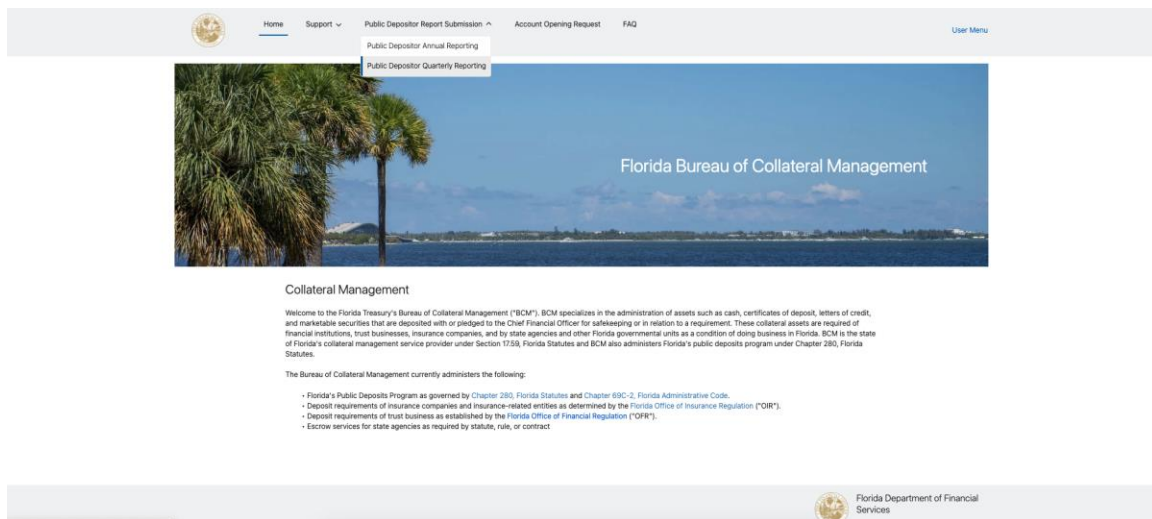 Home Support Public Depositor Report Submission Account Opening Request FAQ User Menu
Public Depositor Annual Reporting
Public Depositor Quarterly Reporting
Florida Bureau of Collateral Management
Collateral Management
Welcome to the Florida Treasury's Bureau of Collateral Management ("BCM"). BCM specializes in the administration of assets such as cash, certificates of deposit, letters of credit,
and marketable securities that are deposited with or pledged to the Chief Financial Officer for safekeeping or in relation to a requirement. These collateral assets are required of
financial institutions, trust businesses, insurance companies, and by state agencies and other Florida governmental units as a condition of doing business in Florida. BCM is the state
of Florida's collateral management service provider under Section 17.59, Florida Statutes and BCM also administers Florida's public deposits program under Chapter 280, Florida
Statutes.
The Bureau of Collateral Management currently administers the following:
• Florida's Public Deposits Program as governed by Chapter 280, Florida Statutes and Chapter 69C-2, Florida Administrative Code.
• Deposit requirements of insurance companies and insurance-related entities as determined by the Florida Office of Insurance Regulation ("OIR").
• Deposit requirements of trust business as established by the Florida Office of Financial Regulation ("OFR").
• Escrow services for state agencies as required by statute, rule, or contract
Florida Department of Financial
Services